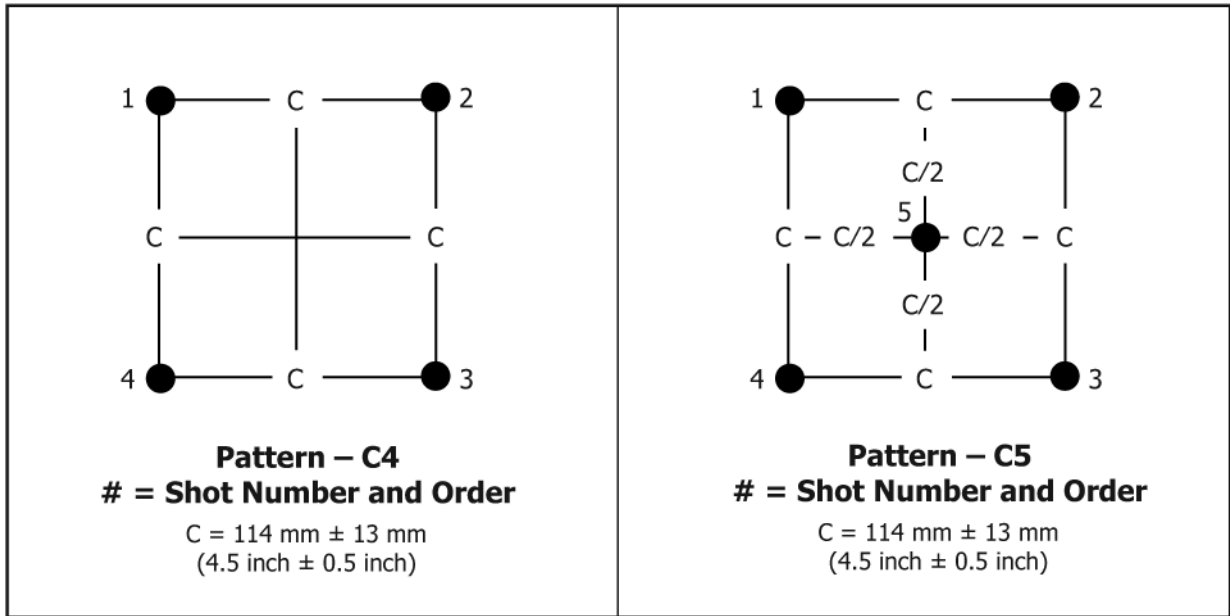 1 C 2
C C
4 C 3
Pattern – C4
# = Shot Number and Order
C = 114 mm ± 13 mm
(4.5 inch ± 0.5 inch)
1 C 2
C/2
5
C C/2 C/2 C
C/2
4 C 3
Pattern – C5
# = Shot Number and Order
C = 114 mm ± 13 mm
(4.5 inch ± 0.5 inch)